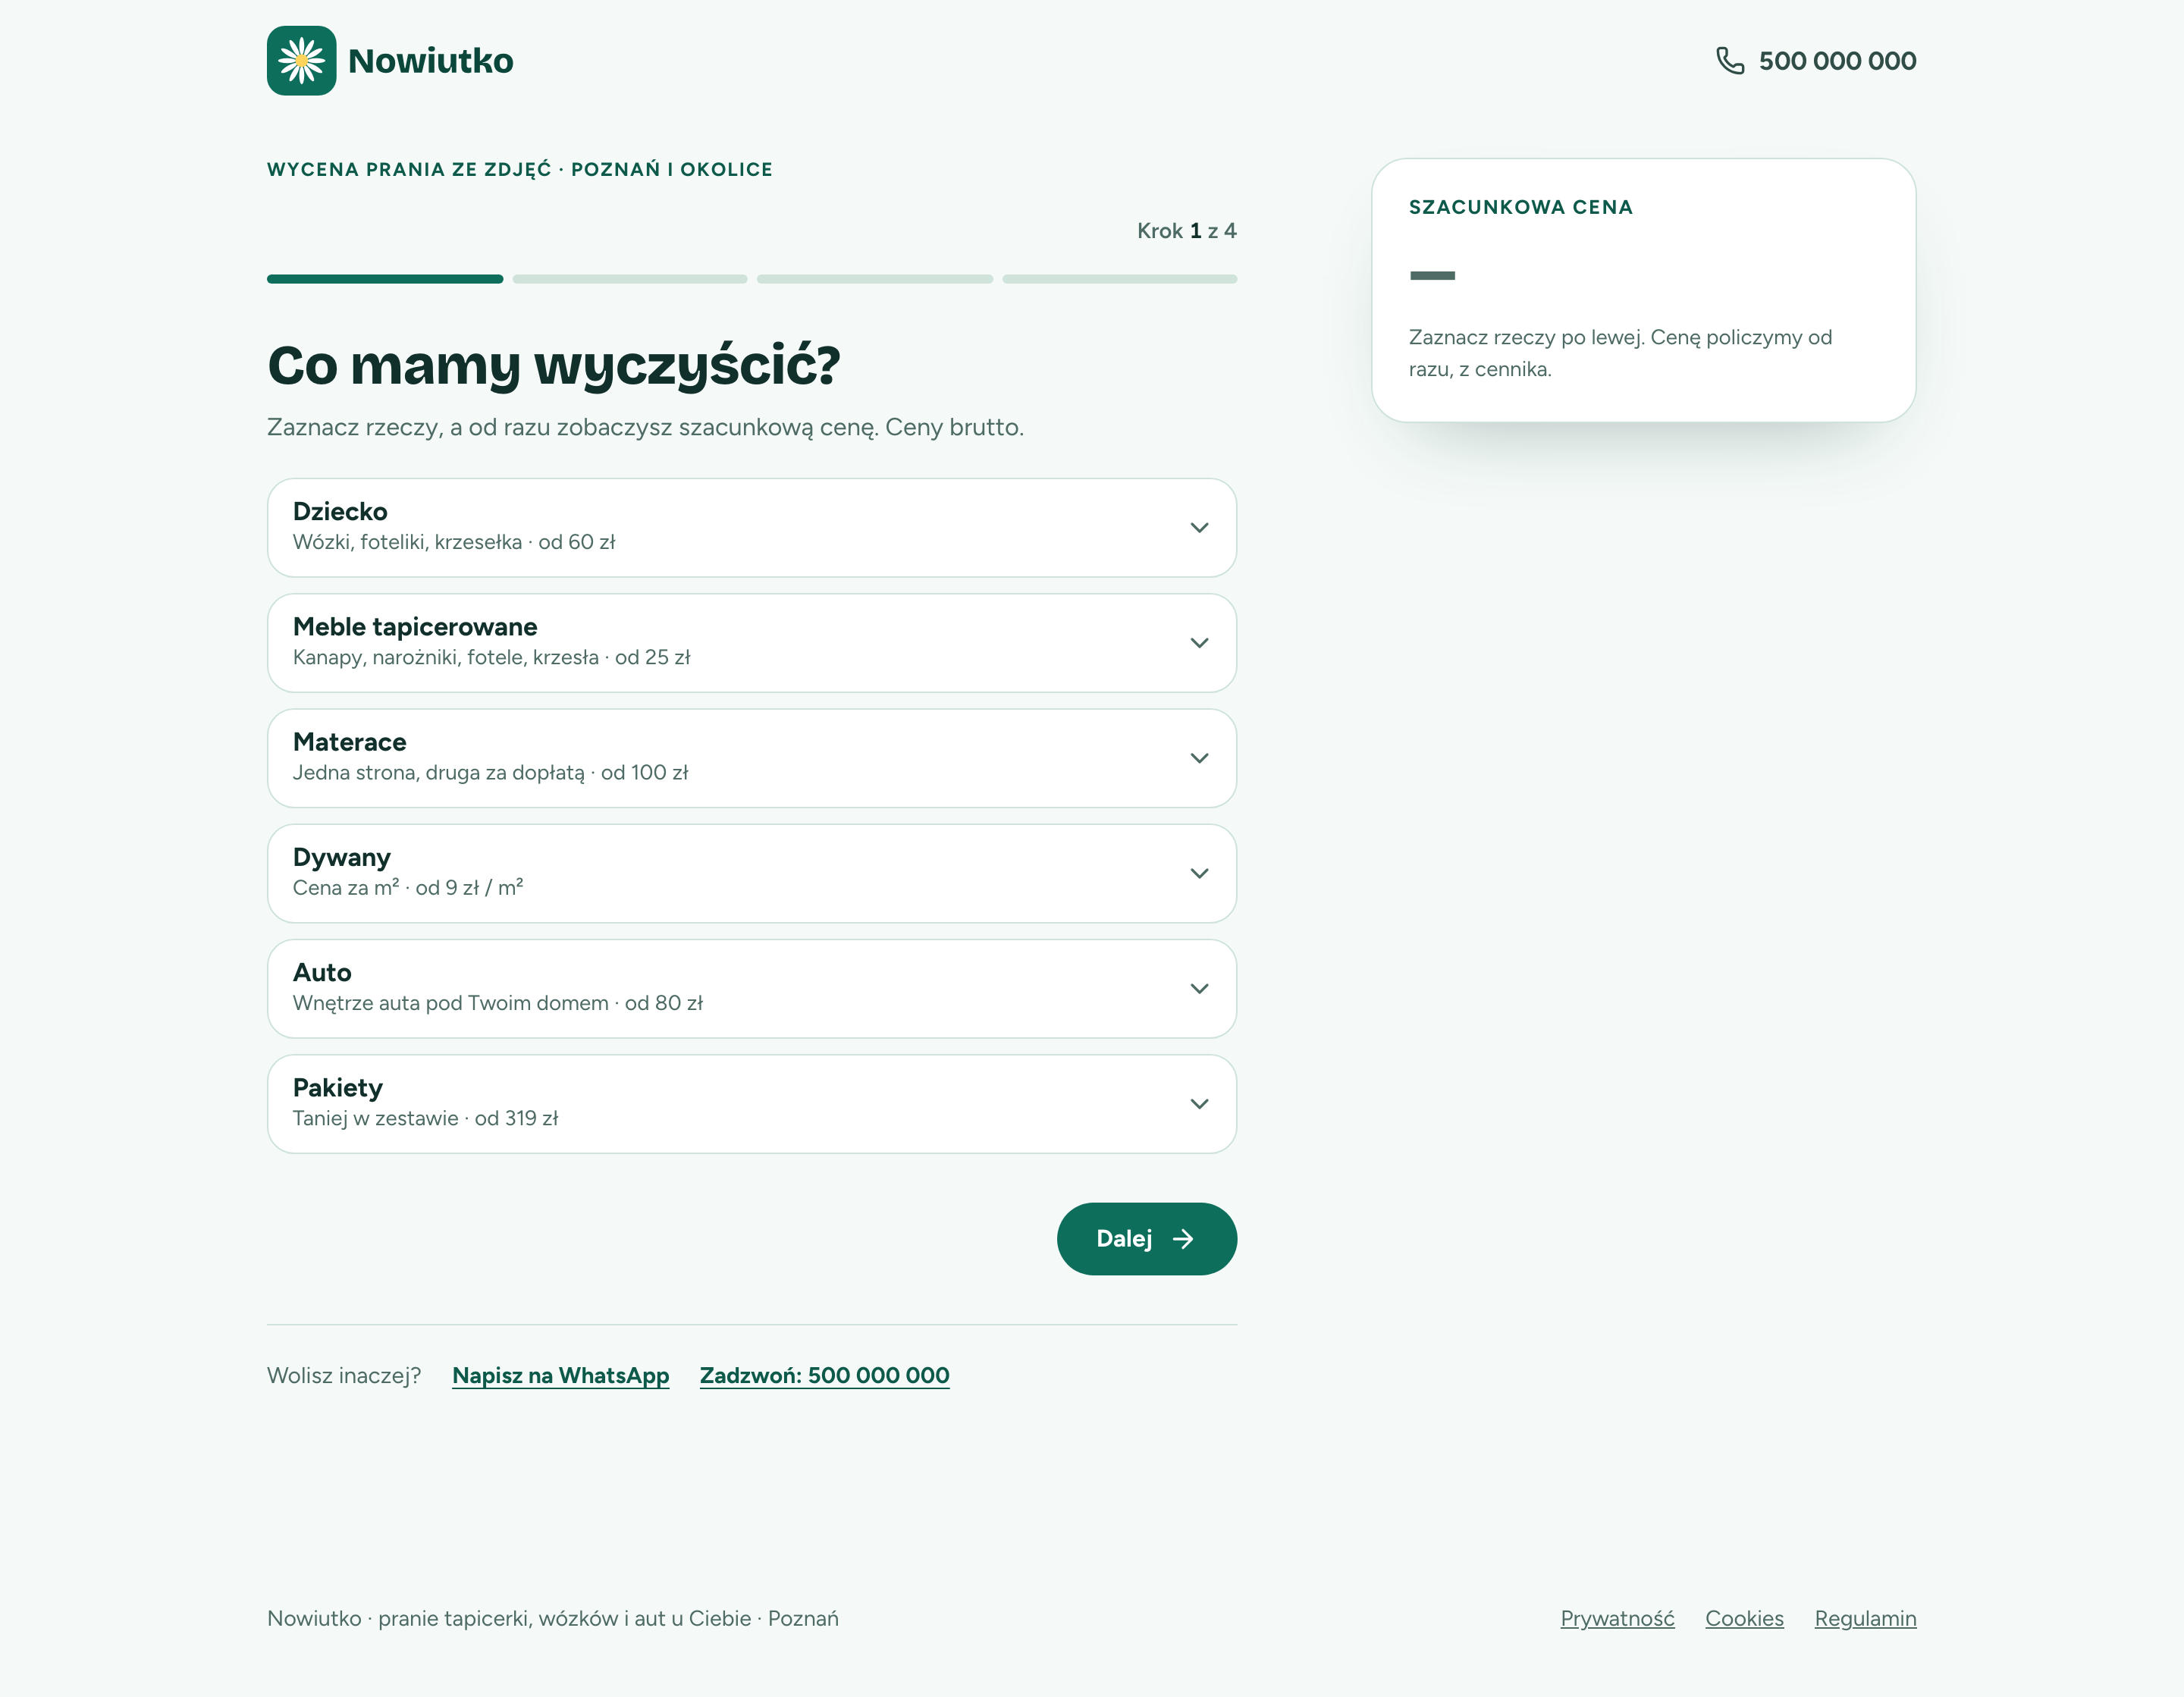 Nowiutko
500 000 000
WYCENA PRANIA ZE ZDJĘĆ · POZNAŃ I OKOLICE
Krok 1 z 4
Co mamy wyczyścić?
Zaznacz rzeczy, a od razu zobaczysz szacunkową cenę. Ceny brutto.
Dziecko
Wózki, foteliki, krzesełka · od 60 zł
Meble tapicerowane
Kanapy, narożniki, fotele, krzesła · od 25 zł
Materace
Jedna strona, druga za dopłatą · od 100 zł
Dywany
Cena za m² · od 9 zł / m²
Auto
Wnętrze auta pod Twoim domem · od 80 zł
Pakiety
Taniej w zestawie · od 319 zł
Dalej
Wolisz inaczej? Napisz na WhatsApp Zadzwoń: 500 000 000
SZACUNKOWA CENA
—
Zaznacz rzeczy po lewej. Cenę policzymy od
razu, z cennika.
Nowiutko · pranie tapicerki, wózków i aut u Ciebie · Poznań
Prywatność Cookies Regulamin